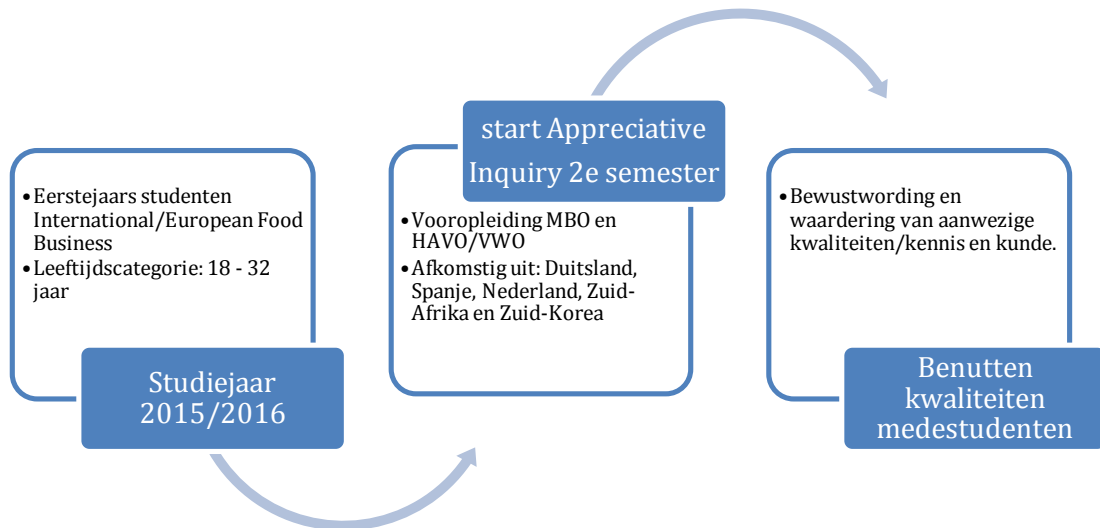 •Eerstejaars studenten
International/European Food
Business
•Leeftijdscategorie: 18 - 32
jaar
Studiejaar
2015/2016
start Appreciative
Inquiry 2e semester
•Vooropleiding MBO en
HAVO/VWO
•Afkomstig uit: Duitsland,
Spanje, Nederland, Zuid-
Afrika en Zuid-Korea
•Bewustwording en
waardering van aanwezige
kwaliteiten/kennis en kunde.
Benutten
kwaliteiten
medestudenten